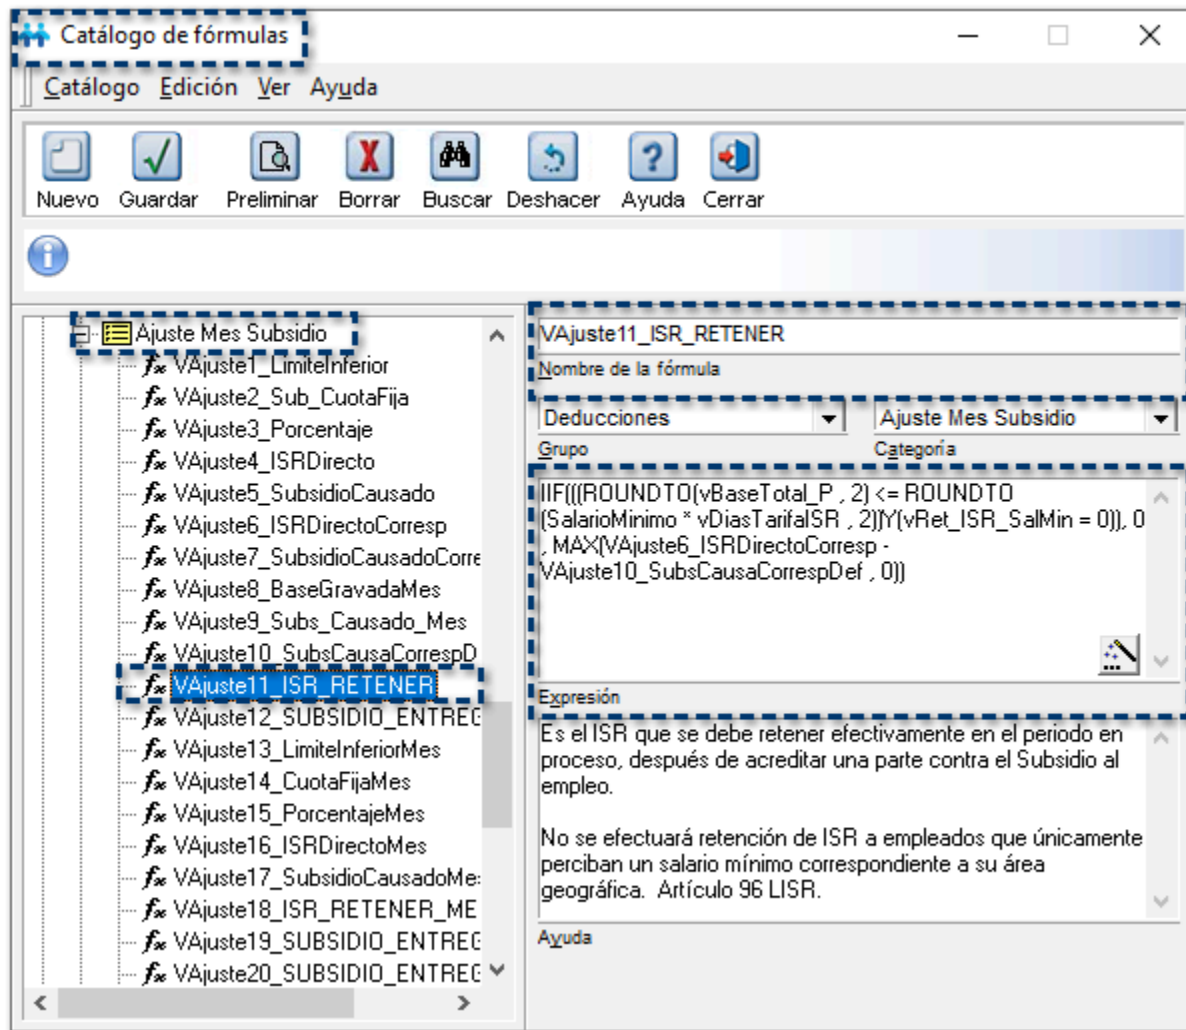 Catálogo de fórmulas
Catálogo Edición Ver Ayuda
Nuevo Guardar Preliminar Borrar Buscar Deshacer Ayuda Cerrar
Ajuste Mes Subsidio
VAjuste1_LimiteInferior
VAjuste2_Sub_CuotaFija
VAjuste3_Porcentaje
VAjuste4_ISRDirecto
VAjuste5_SubsidioCausado
VAjuste6_ISRDirectoCorresp
VAjuste7_SubsidioCausadoCorre
VAjuste8_BaseGravadaMes
VAjuste9_Subs_Causado_Mes
VAjuste10_SubsCausaCorrespD
VAjuste11_ISR_RETENER
VAjuste12_SUBSIDIO_ENTREG
VAjuste13_LimiteInferiorMes
VAjuste14_CuotaFijaMes
VAjuste15_PorcentajeMes
VAjuste16_ISRDirectoMes
VAjuste17_SubsidioCausadoMe
VAjuste18_ISR_RETENER_ME
VAjuste19_SUBSIDIO_ENTREG
VAjuste20_SUBSIDIO_ENTREG
VAjuste11_ISR_RETENER
Nombre de la fórmula
Deducciones
Grupo
Ajuste Mes Subsidio
Categoría
IIF(((ROUNDTO(vBaseTotal_P , 2) <= ROUNDTO
(SalarioMinimo * vDiasTarifaISR , 2))Y(vRet_ISR_SalMin = 0)), 0
, MAX(VAjuste6_ISRDirectoCorresp -
VAjuste10_SubsCausaCorrespDef , 0))
Expresión
Es el ISR que se debe retener efectivamente en el periodo en
proceso, después de acreditar una parte contra el Subsidio al
empleo.
No se efectuará retención de ISR a empleados que únicamente
perciban un salario mínimo correspondiente a su área
geográfica. Artículo 96 LISR.
Ayuda